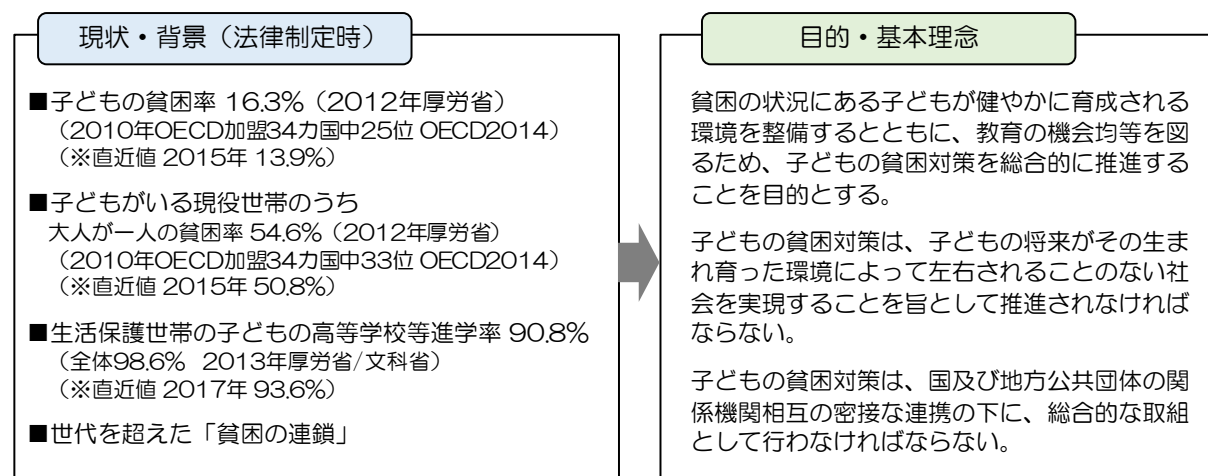 現状・背景（法律制定時）
■子どもの貧困率 16.3%（2012年厚労省）
（2010年OECD加盟34カ国中25位 OECD2014）
（※直近値 2015年 13.9%）
■子どもがいる現役世帯のうち
大人が一人の貧困率 54.6%（2012年厚労省）
（2010年OECD加盟34カ国中33位 OECD2014）
（※直近値 2015年 50.8%）
■生活保護世帯の子どもの高等学校等進学率 90.8%
（全体98.6% 2013年厚労省/文科省）
（※直近値 2017年 93.6%）
■世代を超えた「貧困の連鎖」
目的・基本理念
貧困の状況にある子どもが健やかに育成される
環境を整備するとともに、教育の機会均等を図
るため、子どもの貧困対策を総合的に推進する
ことを目的とする。
子どもの貧困対策は、子どもの将来がその生ま
れ育った環境によって左右されることのない社
会を実現することを旨として推進されなければ
ならない。
子どもの貧困対策は、国及び地方公共団体の関
係機関相互の密接な連携の下に、総合的な取組
として行わなければならない。